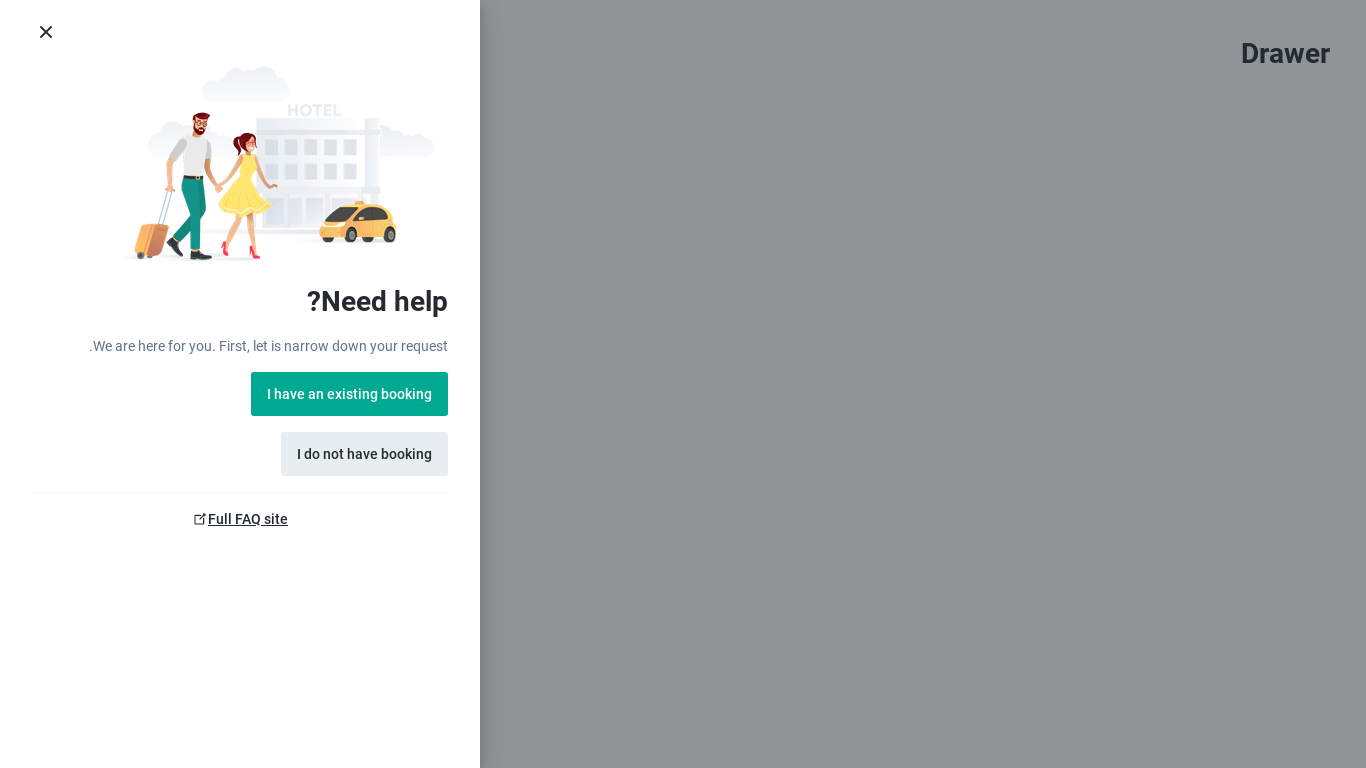 Drawer
HOTEL
?Need help
.We are here for you. First, let is narrow down your request
I have an existing booking
I do not have booking
Full FAQ site